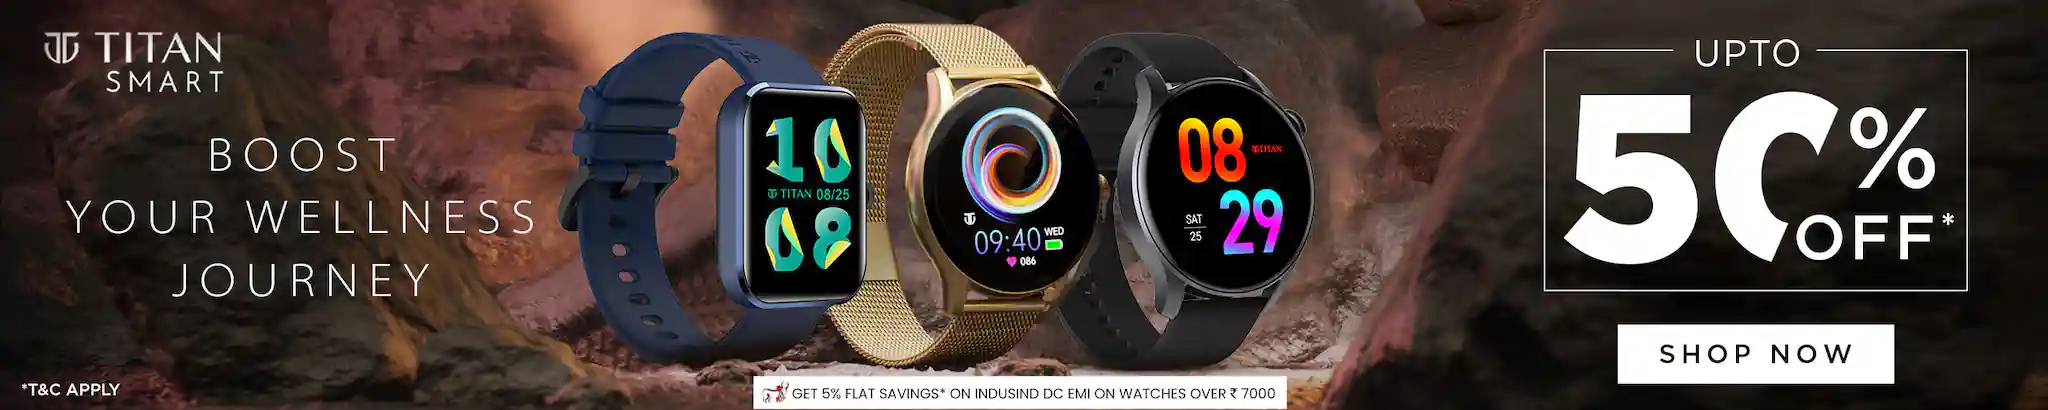 TITAN
SMART
BOOST
YOUR WELLNESS
JOURNEY
*T&C APPLY
10
TITAN 08/25
08
09:40 WED
086
08 TITAN
SAT
25
29
GET 5% FLAT SAVINGS* ON INDUSIND DC EMI ON WATCHES OVER ₹ 7000
UPTO
50%
OFF*
SHOP NOW